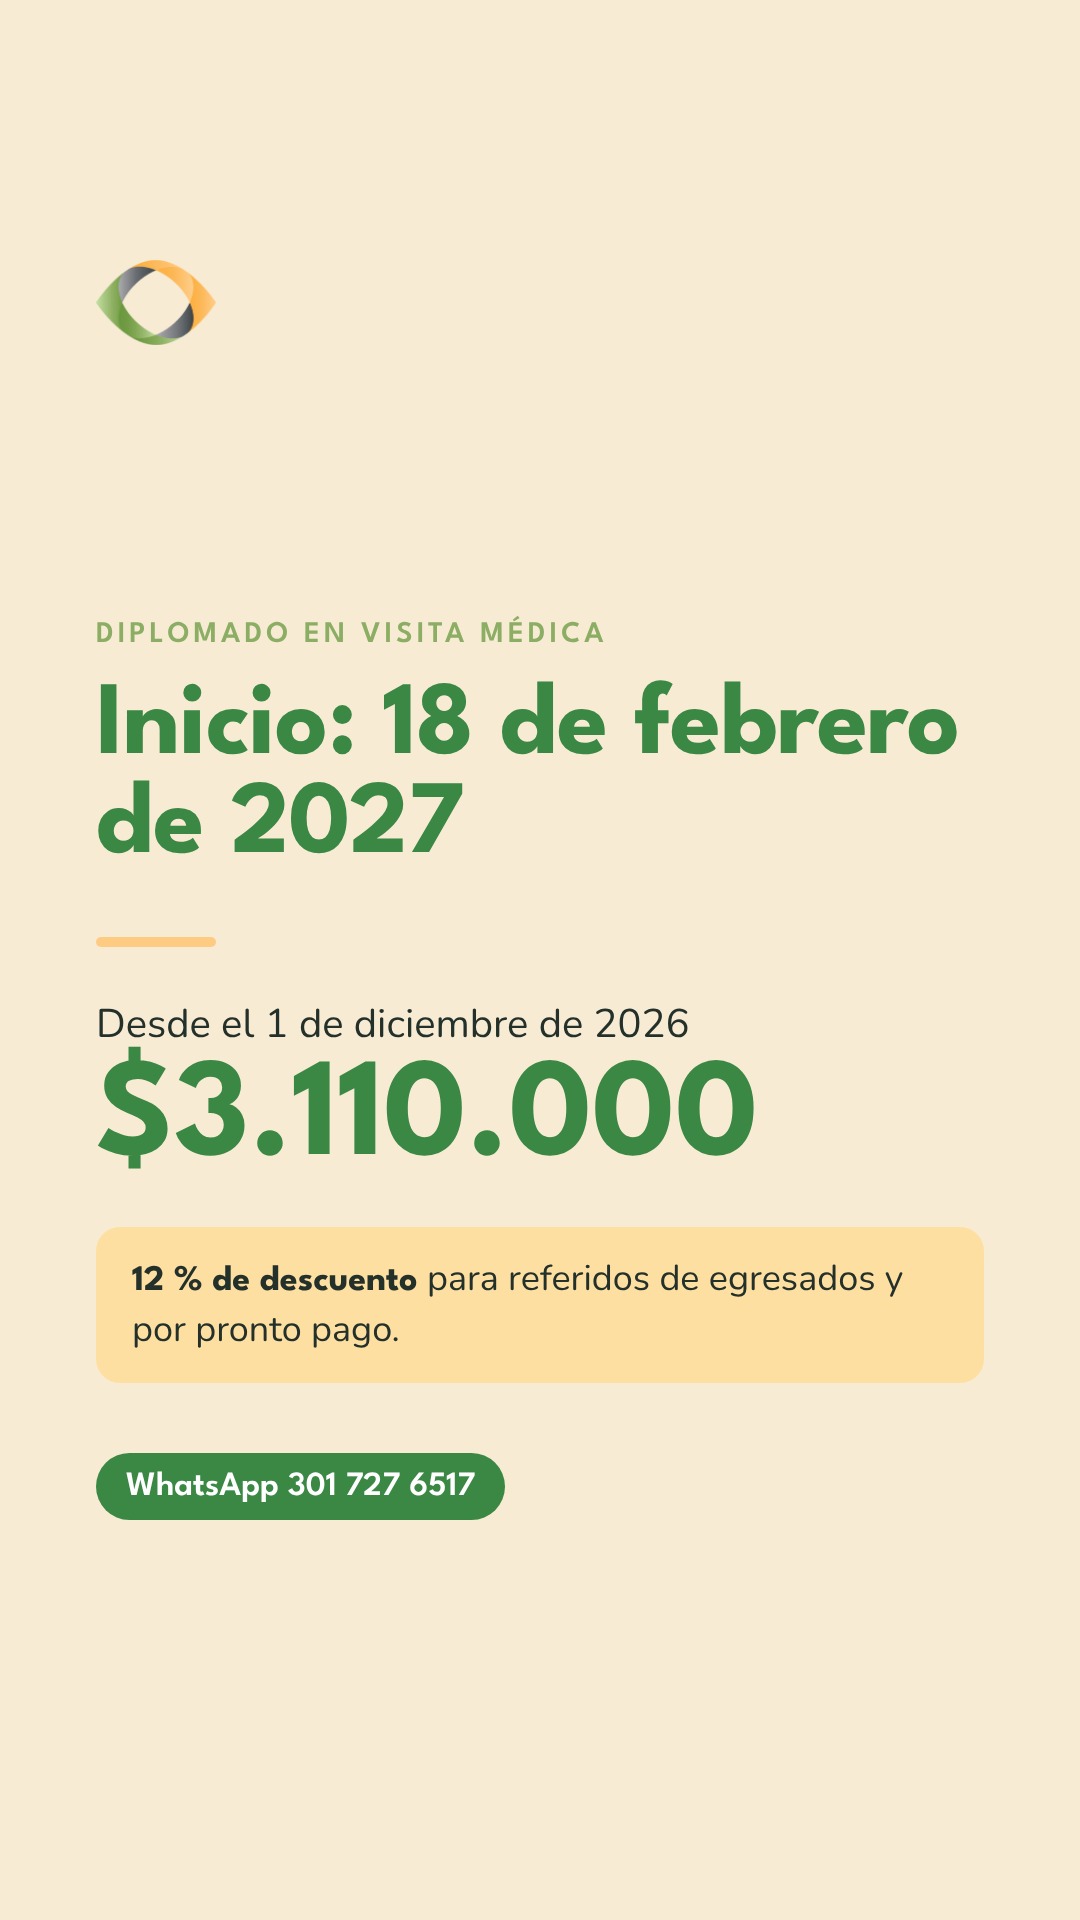 DIPLOMADO EN VISITA MÉDICA
Inicio: 18 de febrero
de 2027
Desde el 1 de diciembre de 2026
$3.110.000
12 % de descuento para referidos de egresados y
por pronto pago.
WhatsApp 301 727 6517